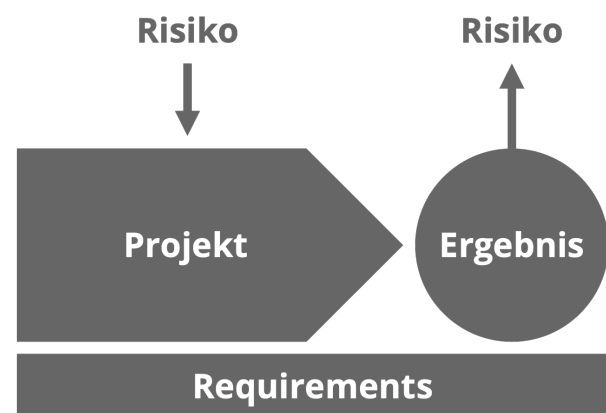 Risiko
Risiko
Projekt
Ergebnis
Requirements